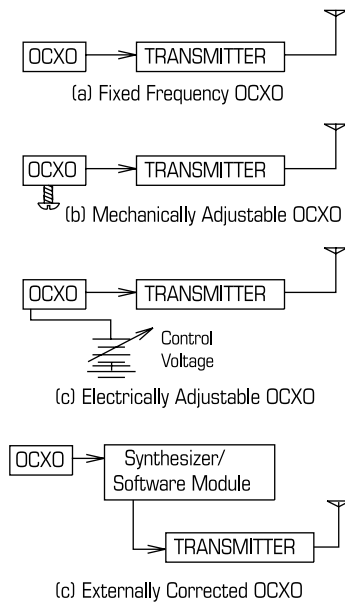 OCXO TRANSMITTER
(a) Fixed Frequency OCXO
OCXO TRANSMITTER
(b) Mechanically Adjustable OCXO
OCXO TRANSMITTER
Control
Voltage
(c) Electrically Adjustable OCXO
OCXO
Synthesizer/
Software Module
TRANSMITTER
(c) Externally Corrected OCXO